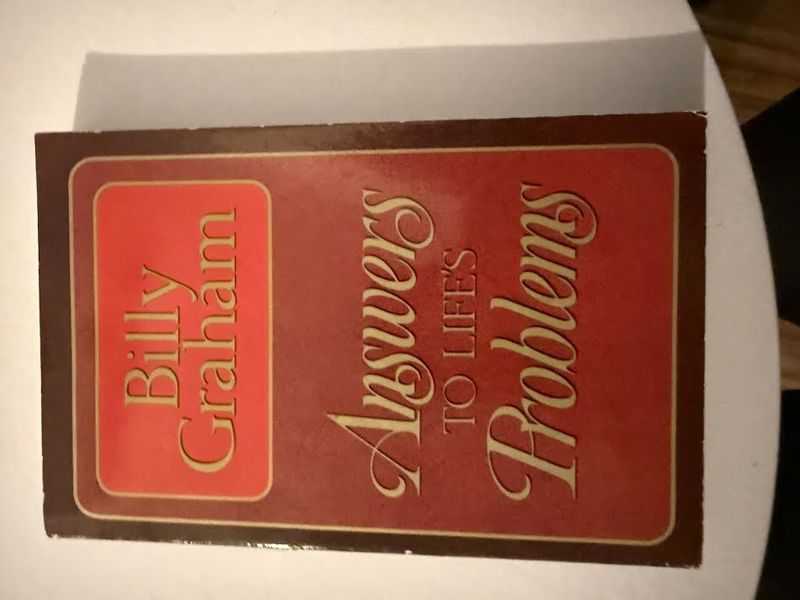 Billy
Graham
Answers
TO LIFE'S
Problems